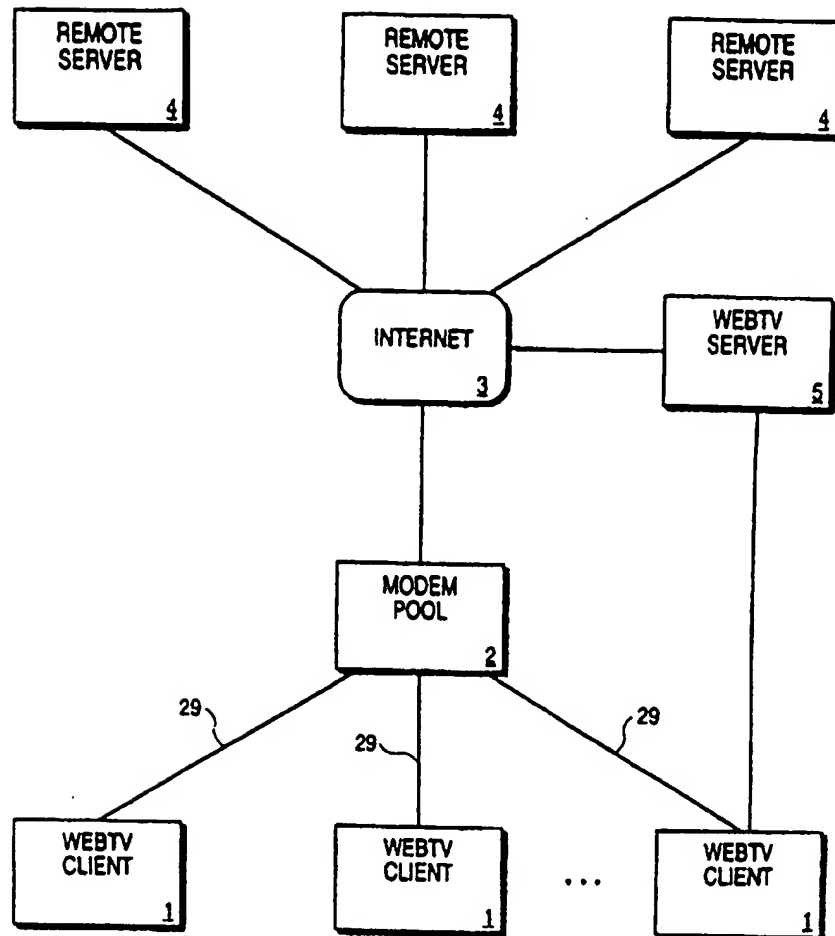 REMOTE
SERVER
4
REMOTE
SERVER
4
REMOTE
SERVER
4
INTERNET
3
WEBTV
SERVER
5
MODEM
POOL
2
29
29
29
WEBTV
CLIENT
1
WEBTV
CLIENT
1
...
WEBTV
CLIENT
1